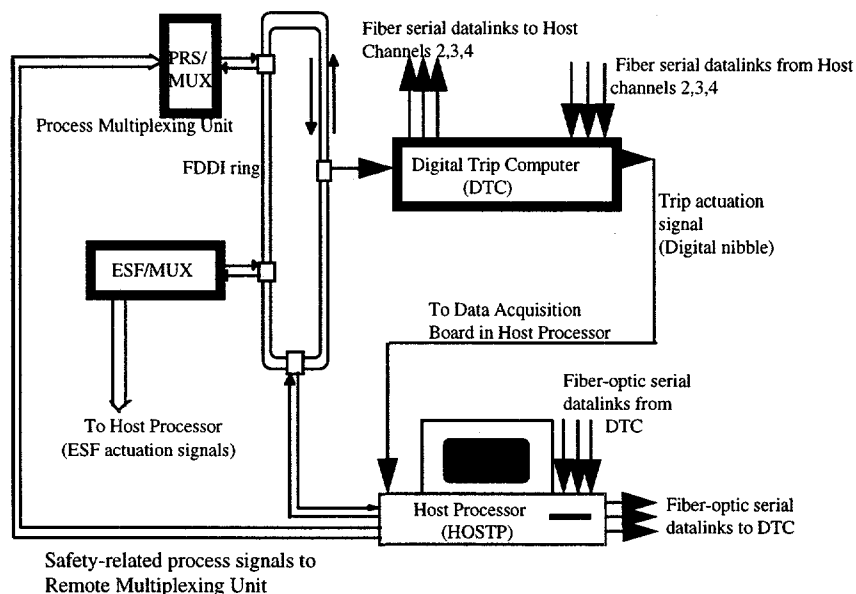 Fiber serial datalinks to Host
Channels 2,3,4
PRS/
MUX
Fiber serial datalinks from Host
channels 2,3,4
Process Multiplexing Unit
FDDI ring
Digital Trip Computer
(DTC)
Trip actuation
signal
(Digital nibble)
ESF/MUX
To Data Acquisition
Board in Host Processor
Fiber-optic serial
datalinks from
DTC
To Host Processor
(ESF actuation signals)
Host Processor
(HOSTP)
Fiber-optic serial
datalinks to DTC
Safety-related process signals to
Remote Multiplexing Unit